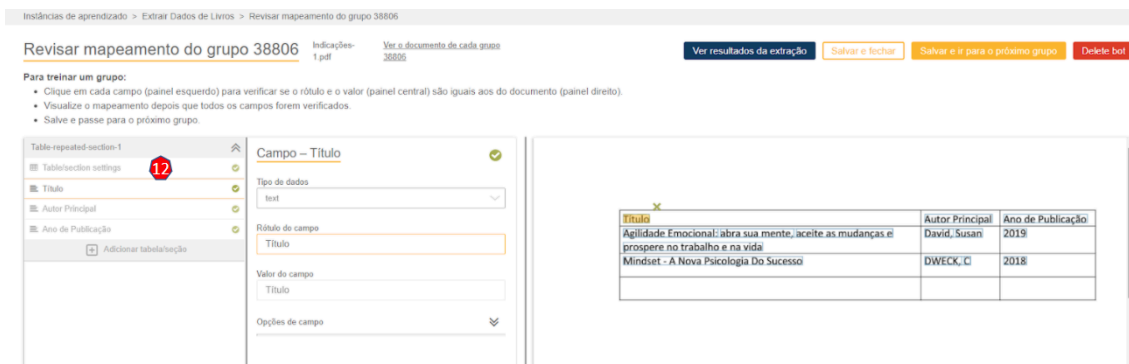 Instâncias de aprendizado > Extrair Dados de Livros > Revisar mapeamento do grupo 38806
Revisar mapeamento do grupo 38806
Indicações-
1.pdf
Ver o documento de cada grupo
38806
Ver resultados da extração
Salvar e fechar
Salvar e ir para o próximo grupo
Delete bot
Para treinar um grupo:
• Clique em cada campo (painel esquerdo) para verificar se o rótulo e o valor (painel central) são iguais aos do documento (painel direito).
• Visualize o mapeamento depois que todos os campos forem verificados.
• Salve e passe para o próximo grupo.
Table-repeated-section-1
Table/section settings
12
Título
Autor Principal
Ano de Publicação
Adicionar tabela/seção
Campo – Título
Tipo de dados
text
Rótulo do campo
Título
Valor do campo
Título
Opções de campo
Título Autor Principal Ano de Publicação
Agilidade Emocional: abra sua mente, aceite as mudanças e David, Susan 2019
prospere no trabalho e na vida
Mindset - A Nova Psicologia Do Sucesso DWECK, C 2018